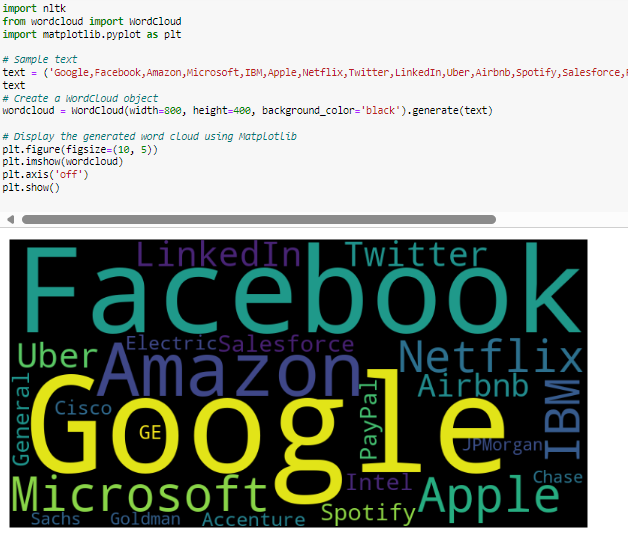 import nltk
from wordcloud import WordCloud
import matplotlib.pyplot as plt
# Sample text
text = ('Google,Facebook,Amazon,Microsoft,IBM,Apple,Netflix,Twitter,LinkedIn,Uber,Airbnb,Spotify,Salesforce,
text
# Create a WordCloud object
wordcloud = WordCloud(width=800, height=400, background_color='black').generate(text)
# Display the generated word cloud using Matplotlib
plt.figure(figsize=(10, 5))
plt.imshow(wordcloud)
plt.axis('off')
plt.show()
LinkedIn Twitter
Facebook
Electric Salesforce
Uber Amazon Netflix
Airbnb
General Cisco Google PayPal IBM
GE JPMorgan
Microsoft Intel Apple Chase
Spotify
Sachs Goldman Accenture